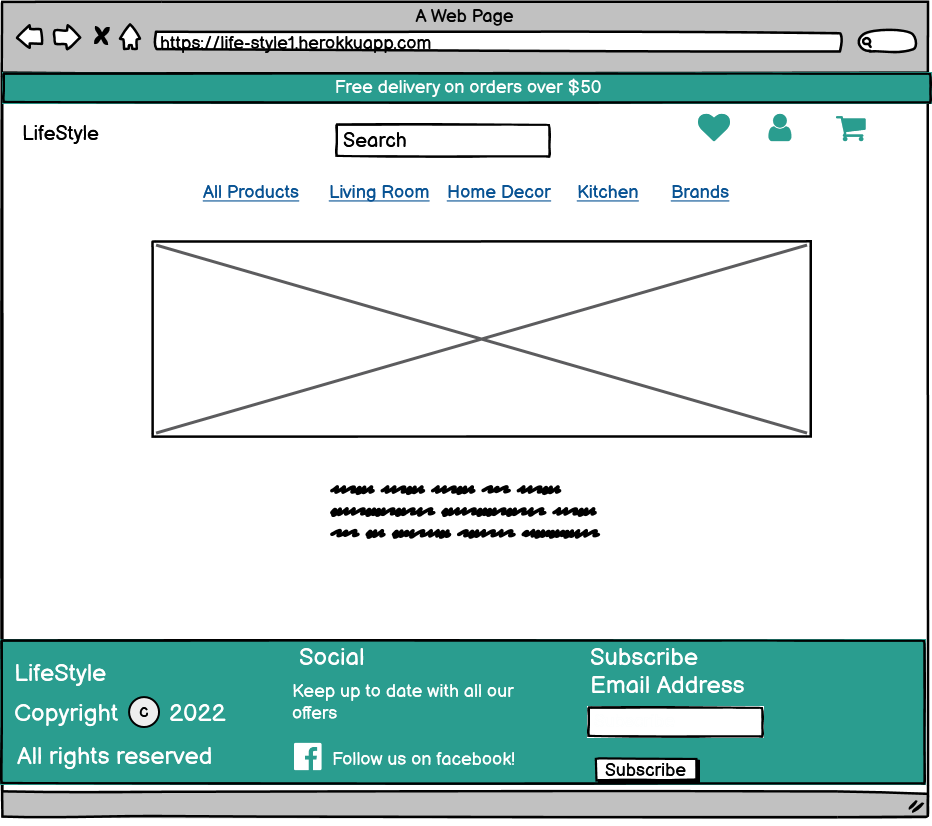 A Web Page
https://life-style1.herokkuapp.com
Free delivery on orders over $50
LifeStyle
Search
All Products Living Room Home Decor Kitchen Brands
LifeStyle
Copyright C 2022
All rights reserved
Social
Keep up to date with all our
offers
Follow us on facebook!
Subscribe
Email Address
Subscribe